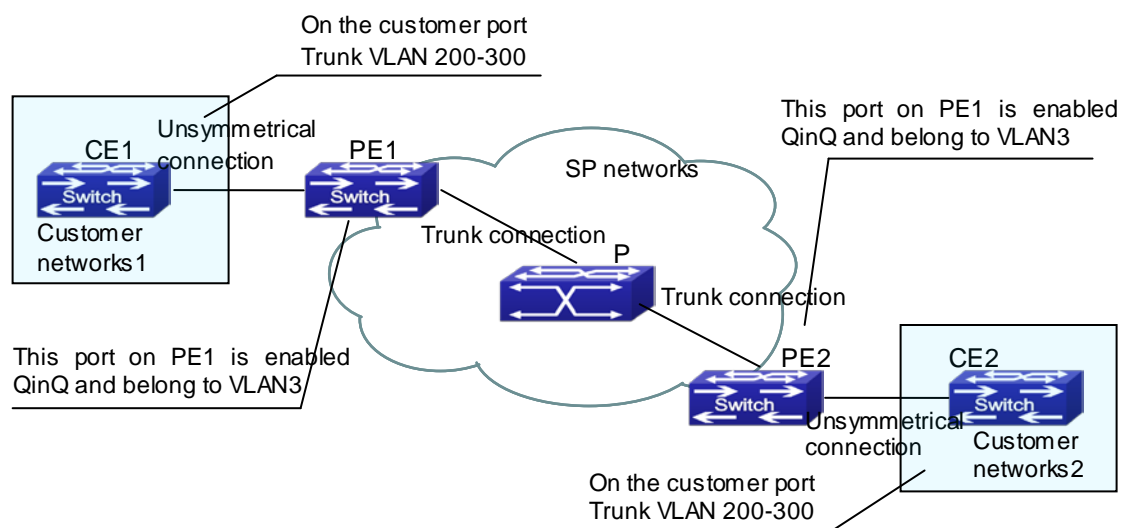 On the customer port
Trunk VLAN 200-300
This port on PE1 is enabled
QinQ and belong to VLAN3
Unsymmetrical
connection
CE1
PE1
SP networks
Switch
Switch
Customer
networks1
Trunk connection
P
Trunk connection
This port on PE1 is enabled
QinQ and belong to VLAN3
PE2
CE2
Switch
Switch
Unsymmetrical
connection
Customer
networks2
On the customer port
Trunk VLAN 200-300